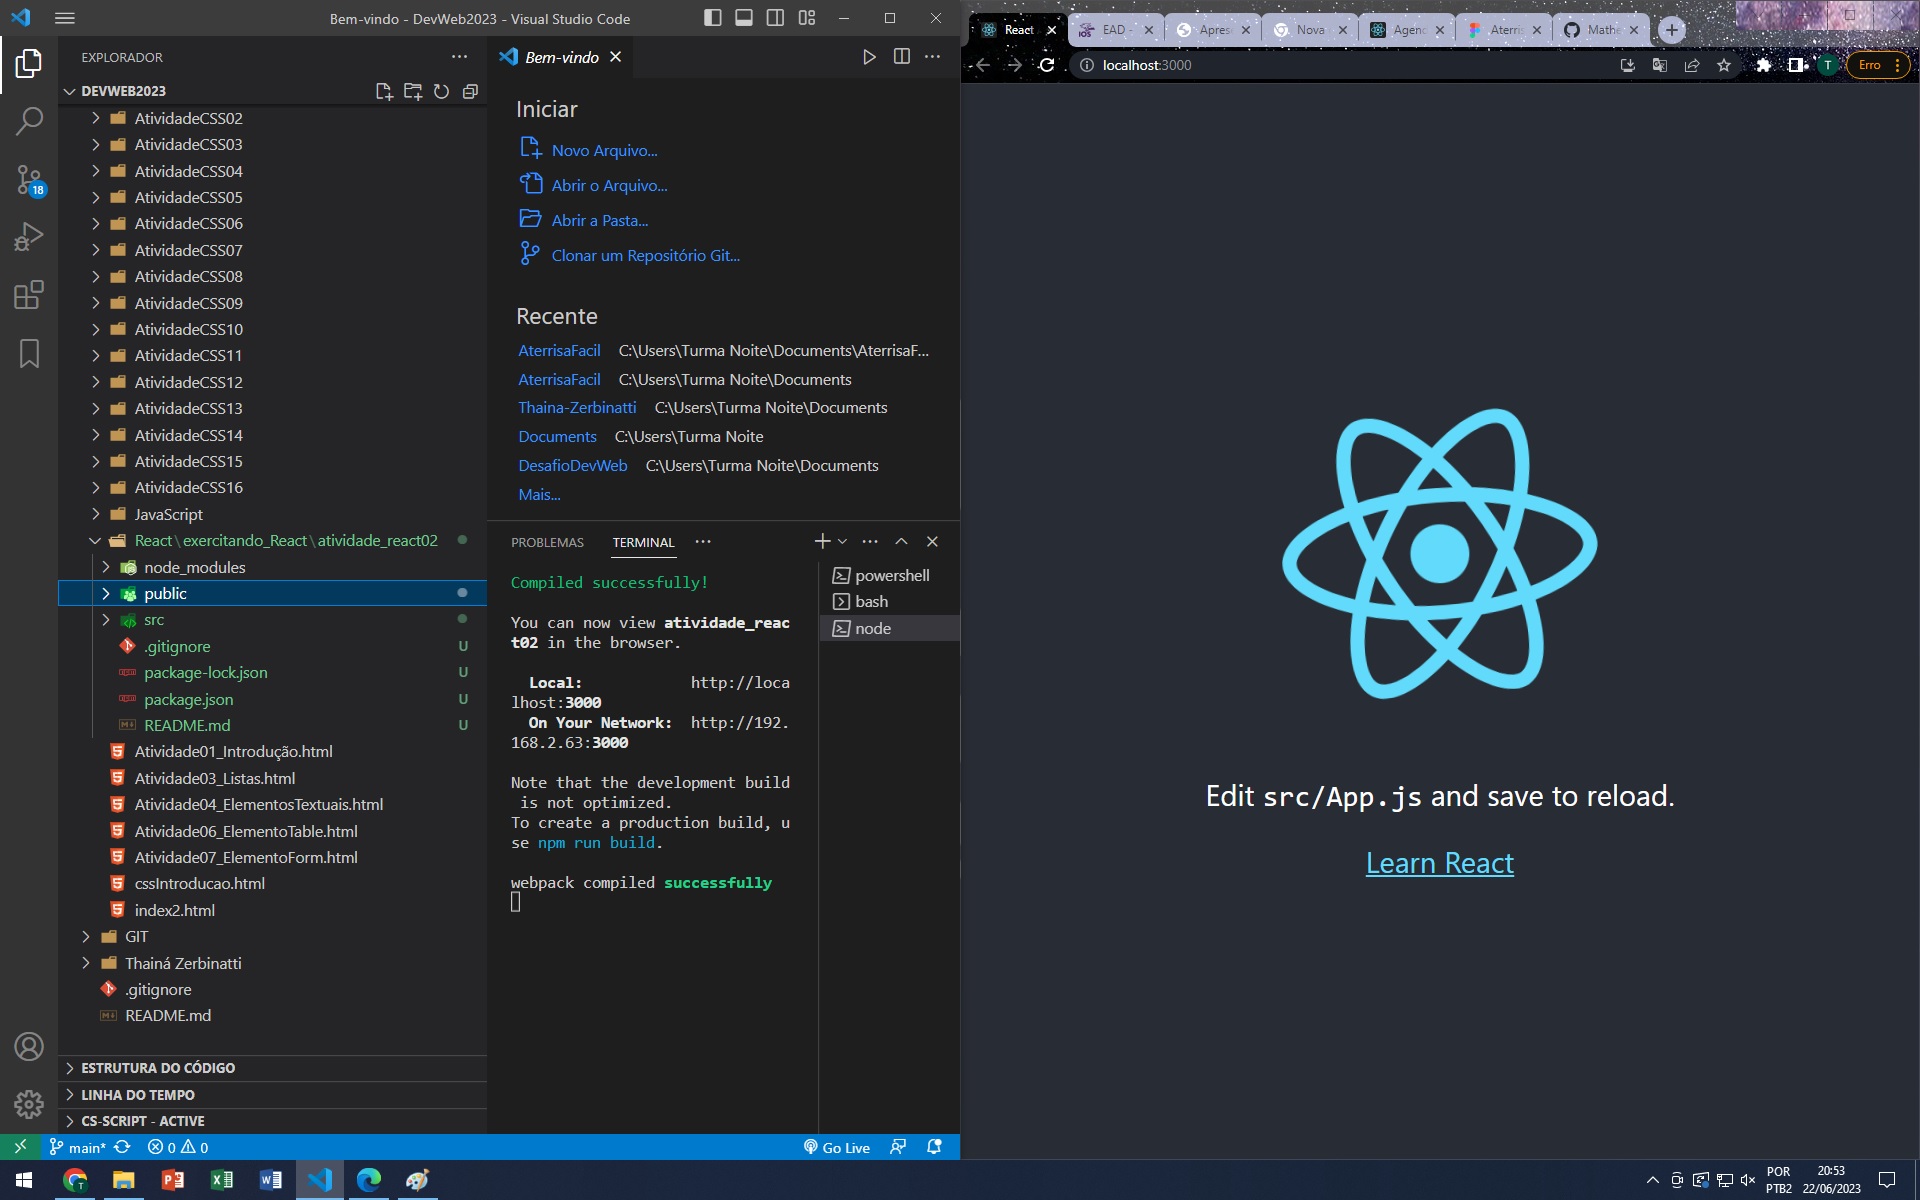 Bem-vindo - DevWeb2023 - Visual Studio Code
EXPLORADOR
DEVWEB2023
AtividadeCSS02
AtividadeCSS03
AtividadeCSS04
AtividadeCSS05
AtividadeCSS06
AtividadeCSS07
AtividadeCSS08
AtividadeCSS09
AtividadeCSS10
AtividadeCSS11
AtividadeCSS12
AtividadeCSS13
AtividadeCSS14
AtividadeCSS15
AtividadeCSS16
JavaScript
React\exercitando_React\atividade_react02
node_modules
public
src
.gitignore U
package-lock.json U
package.json U
README.md U
Atividade01_Introdução.html
Atividade03_Listas.html
Atividade04_ElementosTextuais.html
Atividade06_ElementoTable.html
Atividade07_ElementoForm.html
cssIntroducao.html
index2.html
GIT
Thainá Zerbinatti
.gitignore
README.md
ESTRUTURA DO CÓDIGO
LINHA DO TEMPO
CS-SCRIPT - ACTIVE
18
Bem-vindo
Iniciar
Novo Arquivo...
Abrir o Arquivo...
Abrir a Pasta...
Clonar um Repositório Git...
Recente
AterrisaFacil C:\Users\Turma Noite\Documents\AterrisaF...
AterrisaFacil C:\Users\Turma Noite\Documents
Thaina-Zerbinatti C:\Users\Turma Noite\Documents
Documents C:\Users\Turma Noite
DesafioDevWeb C:\Users\Turma Noite\Documents
Mais...
PROBLEMAS TERMINAL
Compiled successfully!
You can now view atividade_reac
t02 in the browser.
Local: http://loca
lhost:3000
On Your Network: http://192.
168.2.63:3000
Note that the development build
is not optimized.
To create a production build, u
se npm run build.
webpack compiled successfully
powershell
bash
node
main* 0 0 Go Live
React EAD - Apres Nova Agenc Aterris Mathe
localhost:3000 T Erro
Edit src/App.js and save to reload.
Learn React
POR
PTB2
20:53
22/06/2023